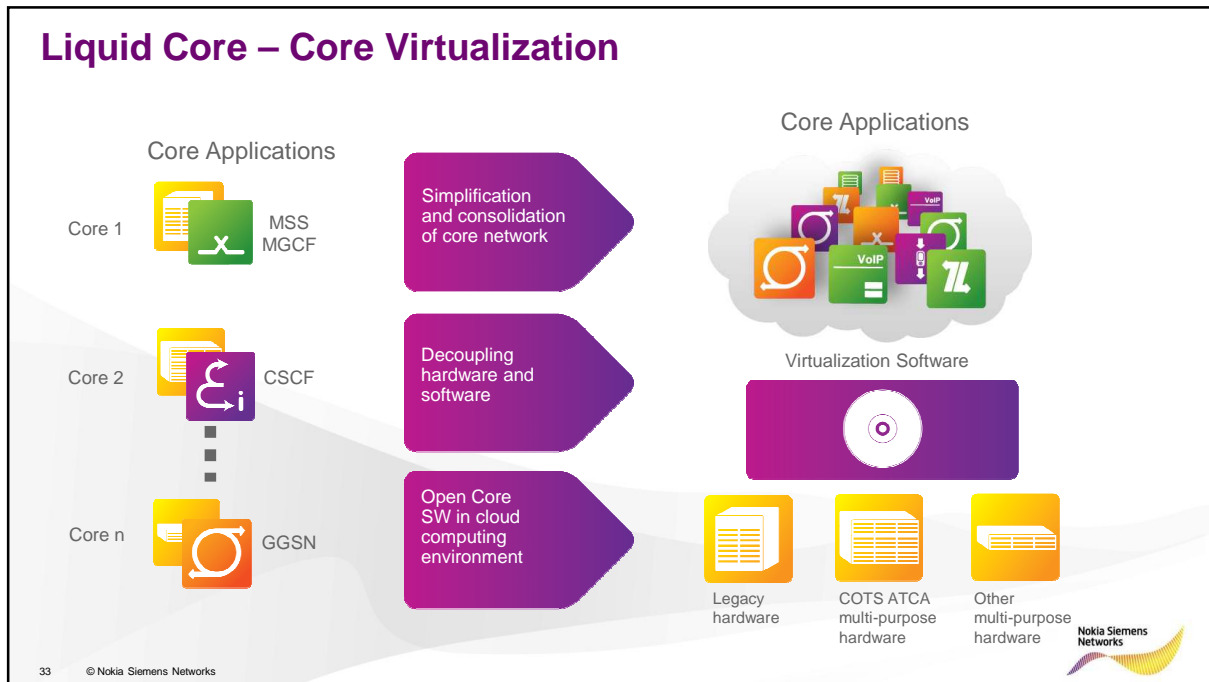 Liquid Core – Core Virtualization
Core Applications
Core 1
MSS
MGCF
Core 2
CSCF
i
Core n
GGSN
Simplification
and consolidation
of core network
Decoupling
hardware and
software
Open Core
SW in cloud
computing
environment
Core Applications
VoIP
VoIP
Virtualization Software
Legacy
hardware
COTS ATCA
multi-purpose
hardware
Other
multi-purpose
hardware
Nokia Siemens
Networks
33 © Nokia Siemens Networks